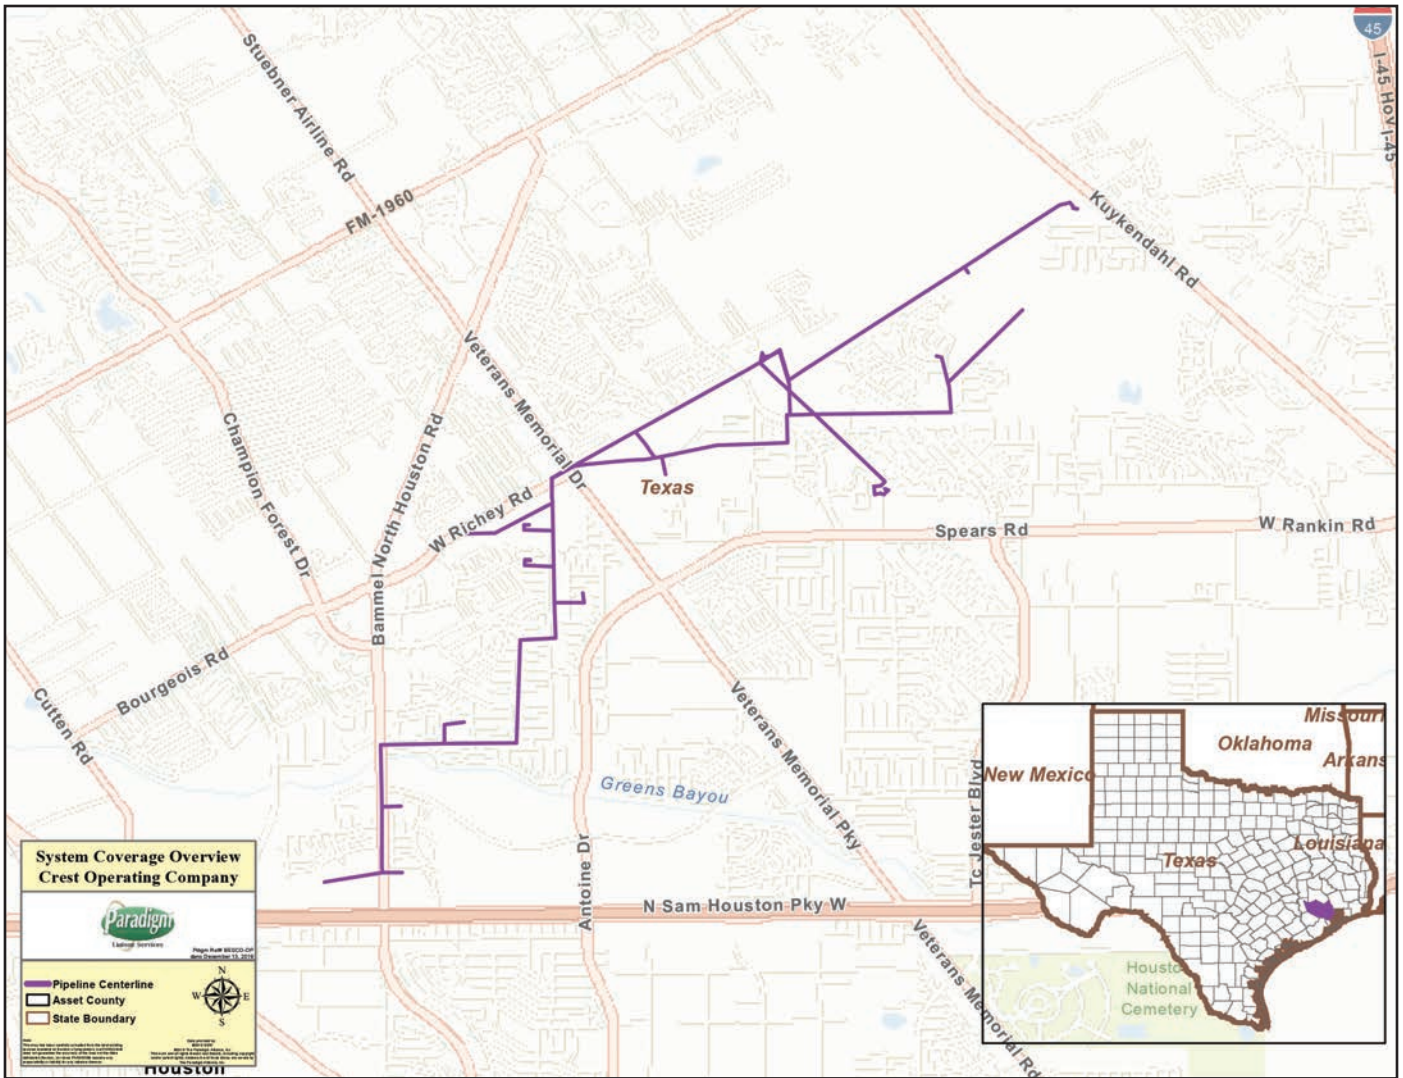 45
I-45 Hov
I-45
Stuebner Airline Rd
FM-1960
Kuykendahl Rd
Veterans Memorial Dr
Champion Forest Dr
Bammel North Houston Rd
W Richey Rd
Texas
Spears Rd
W Rankin Rd
Bourgeois Rd
Cutten Rd
Veterans Memorial Pky
Greens Bayou
Tc Jester Blvd
Antoine Dr
N Sam Houston Pky W
Veterans Memorial Rd
Houston
National
Cemetery
Missouri
Oklahoma
Arkans
New Mexico
Louisiana
Texas
System Coverage Overview
Crest Operating Company
Paradigm
Liaison Services
N
W E
S
Pipeline Centerline
Asset County
State Boundary
Houston